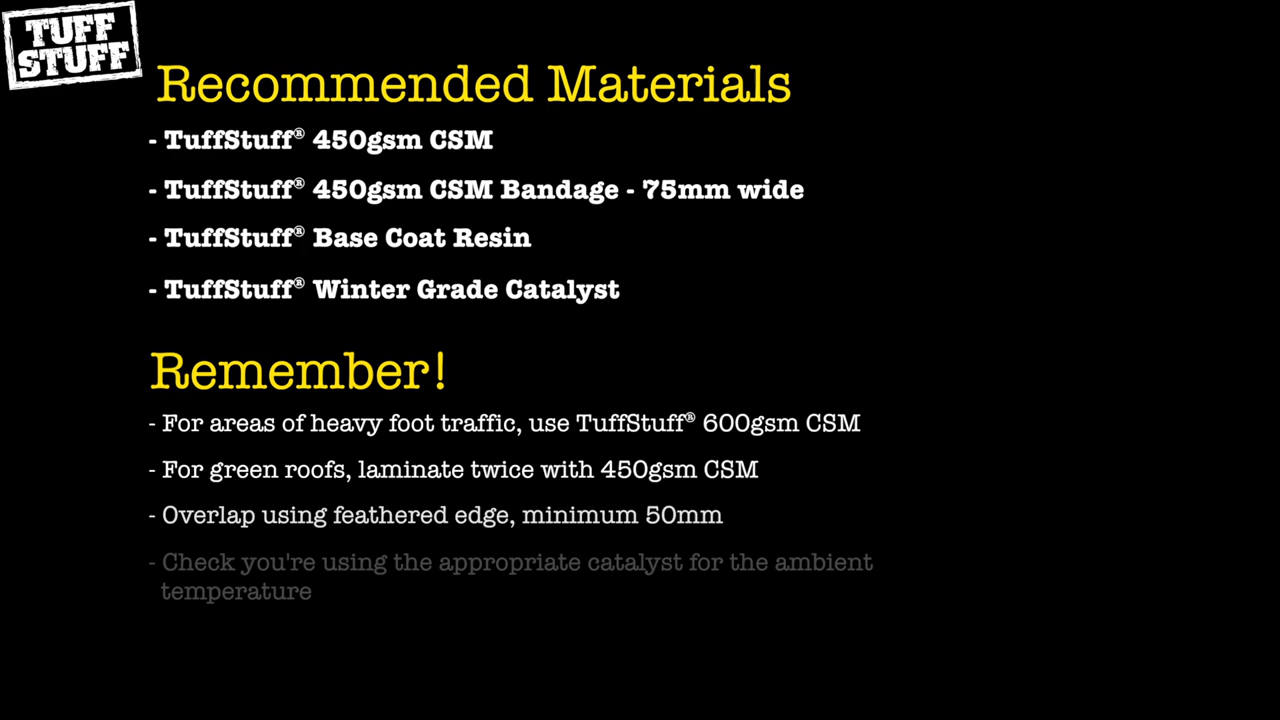 TUFF
STUFF
Recommended Materials
- TuffStuff® 450gsm CSM
- TuffStuff® 450gsm CSM Bandage - 75mm wide
- TuffStuff® Base Coat Resin
- TuffStuff® Winter Grade Catalyst
Remember!
- For areas of heavy foot traffic, use TuffStuff® 600gsm CSM
- For green roofs, laminate twice with 450gsm CSM
- Overlap using feathered edge, minimum 50mm
- Check you're using the appropriate catalyst for the ambient
temperature